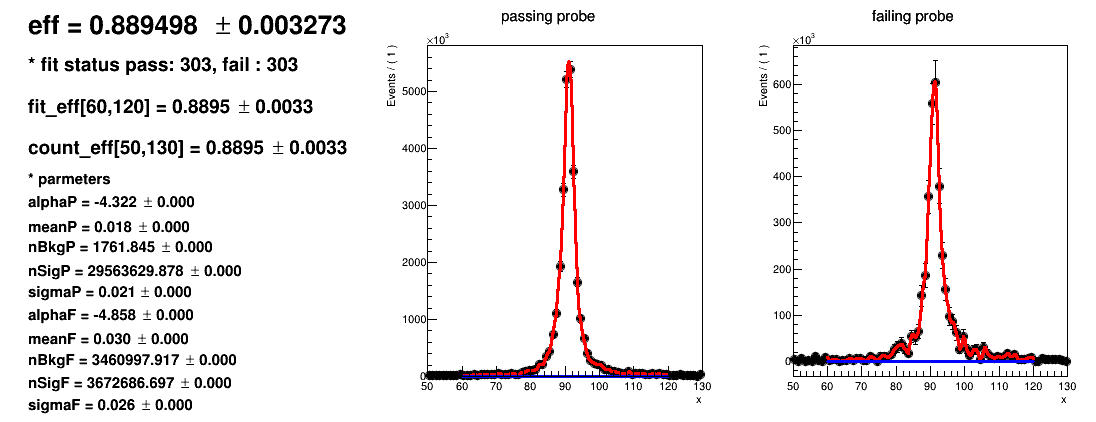 eff = 0.889498 ± 0.003273
* fit status pass: 303, fail : 303
fit_eff[60,120] = 0.8895 ± 0.0033
count_eff[50,130] = 0.8895 ± 0.0033
* parmeters
alphaP = -4.322 ± 0.000
meanP = 0.018 ± 0.000
nBkgP = 1761.845 ± 0.000
nSigP = 29563629.878 ± 0.000
sigmaP = 0.021 ± 0.000
alphaF = -4.858 ± 0.000
meanF = 0.030 ± 0.000
nBkgF = 3460997.917 ± 0.000
nSigF = 3672686.697 ± 0.000
sigmaF = 0.026 ± 0.000
passing probe
×10³
Events / ( 1 )
5000
4000
3000
2000
1000
0
50 60 70 80 90 100 110 120 130
x
failing probe
×10³
Events / ( 1 )
600
500
400
300
200
100
0
50 60 70 80 90 100 110 120 130
x